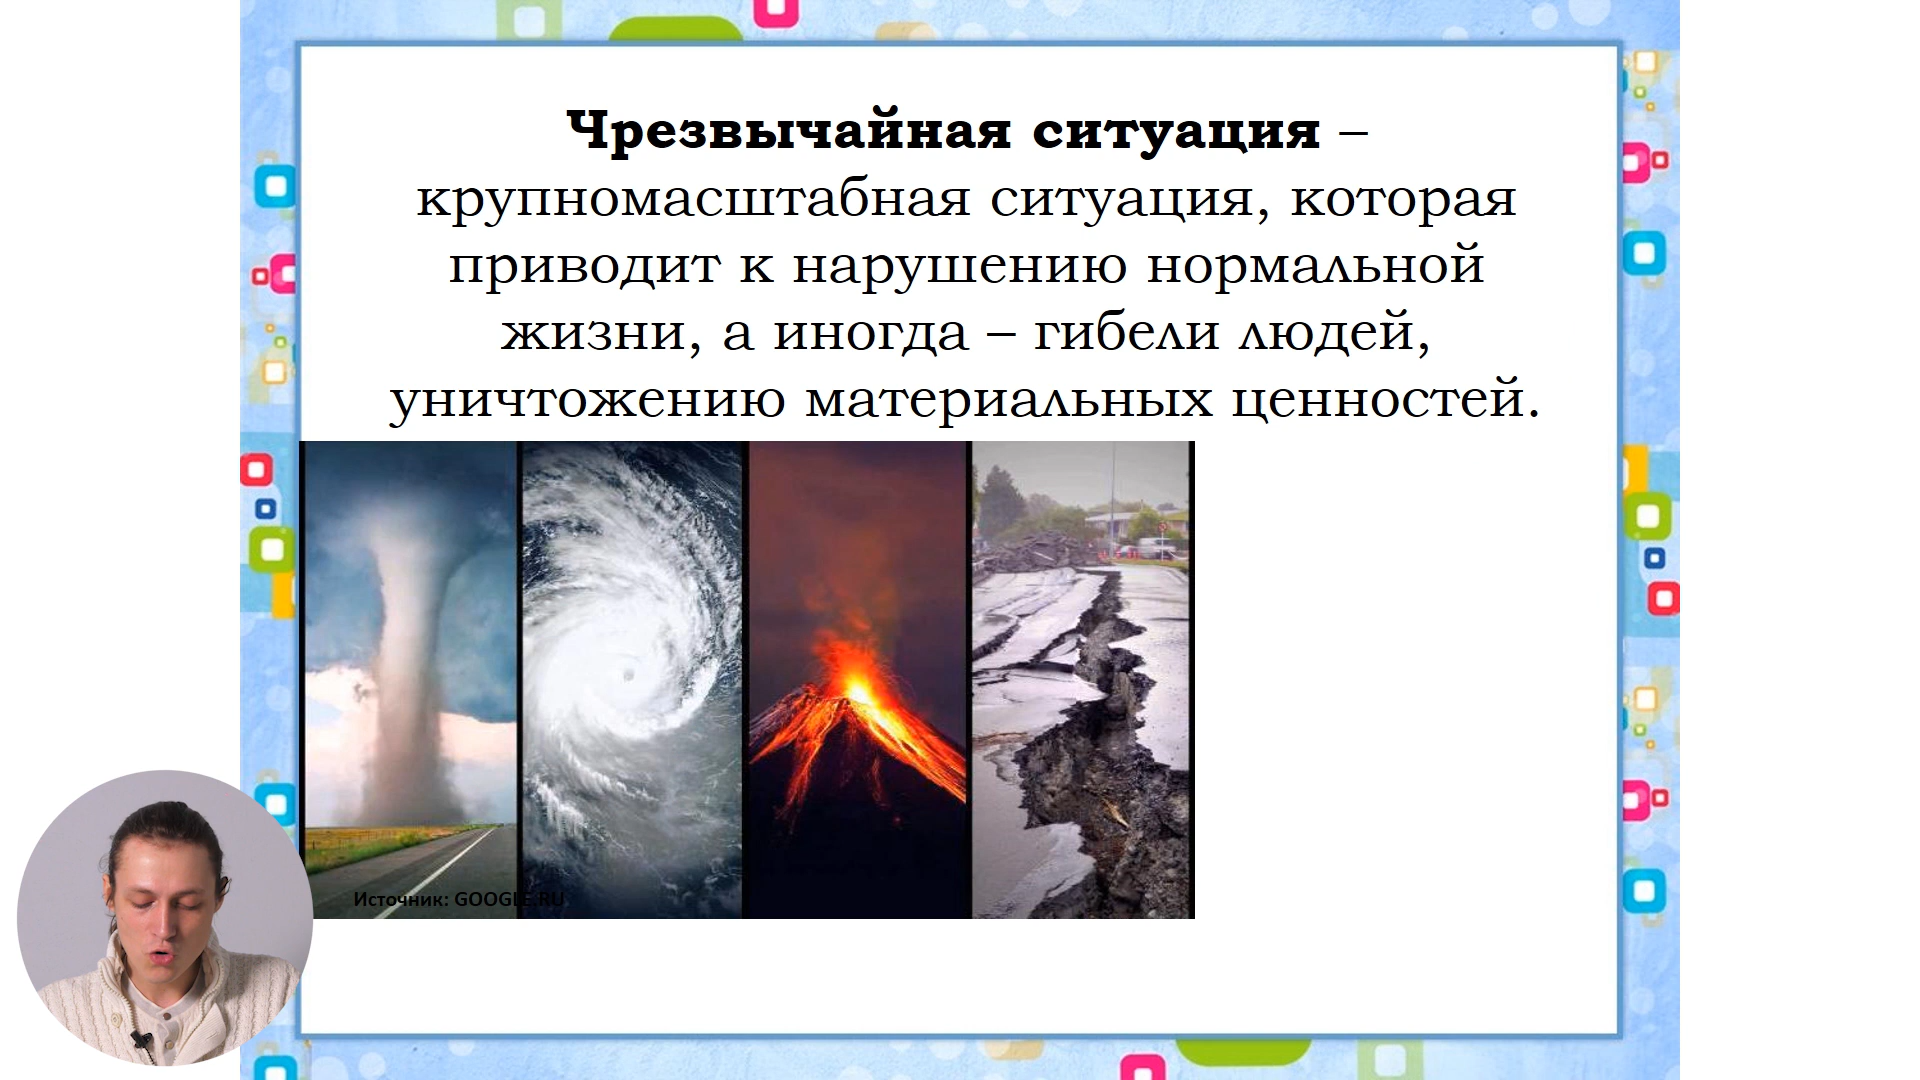 Чрезвычайная ситуация –
крупномасштабная ситуация, которая
приводит к нарушению нормальной
жизни, а иногда – гибели людей,
уничтожению материальных ценностей.
Источник: GOOGLE.RU